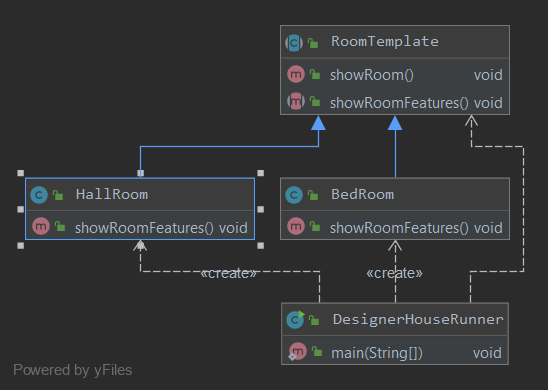 RoomTemplate
showRoom() void
showRoomFeatures() void
HallRoom
showRoomFeatures() void
BedRoom
showRoomFeatures() void
«create»
«create»
DesignerHouseRunner
main(String[]) void
Powered by yFiles